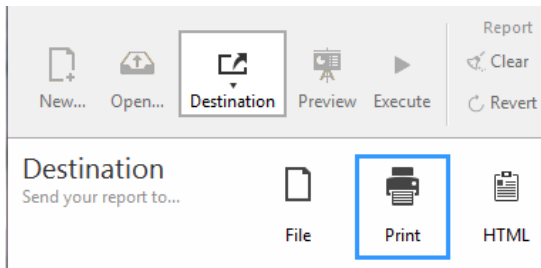 Report
New... Open... Destination Preview Execute
Clear
Revert
Destination
Send your report to...
File Print HTML